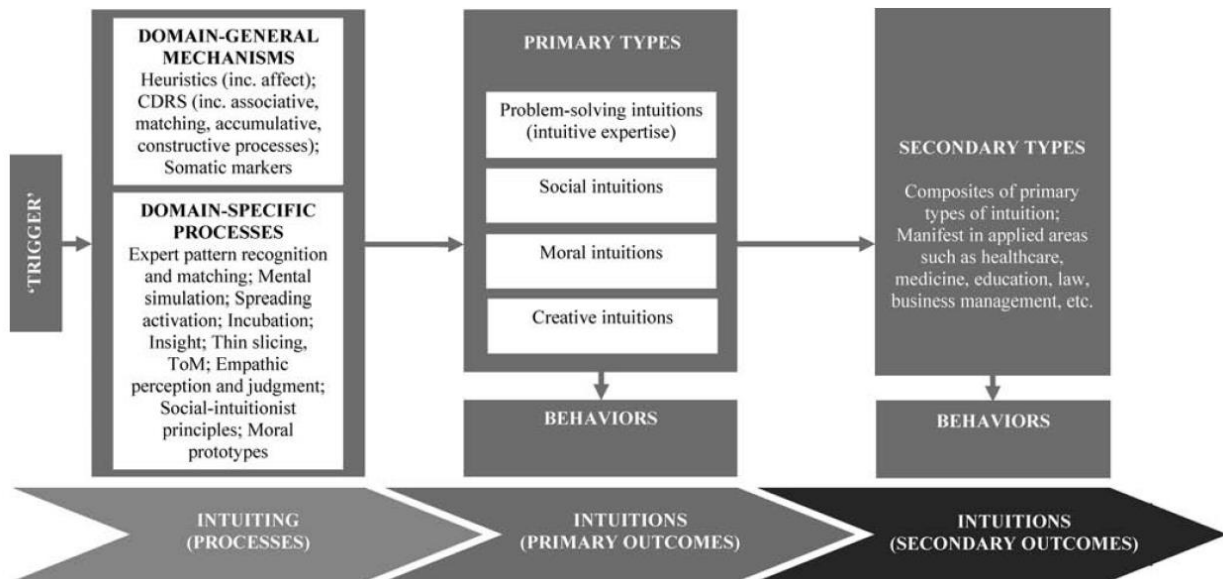 'TRIGGER'
DOMAIN-GENERAL
MECHANISMS
Heuristics (inc. affect);
CDRS (inc. associative,
matching, accumulative,
constructive processes);
Somatic markers
DOMAIN-SPECIFIC
PROCESSES
Expert pattern recognition
and matching; Mental
simulation; Spreading
activation; Incubation;
Insight; Thin slicing,
ToM; Empathic
perception and judgment;
Social-intuitionist
principles; Moral
prototypes
PRIMARY TYPES
Problem-solving intuitions
(intuitive expertise)
Social intuitions
Moral intuitions
Creative intuitions
BEHAVIORS
SECONDARY TYPES
Composites of primary
types of intuition;
Manifest in applied areas
such as healthcare,
medicine, education, law,
business management, etc.
BEHAVIORS
INTUITING
(PROCESSES)
INTUITIONS
(PRIMARY OUTCOMES)
INTUITIONS
(SECONDARY OUTCOMES)